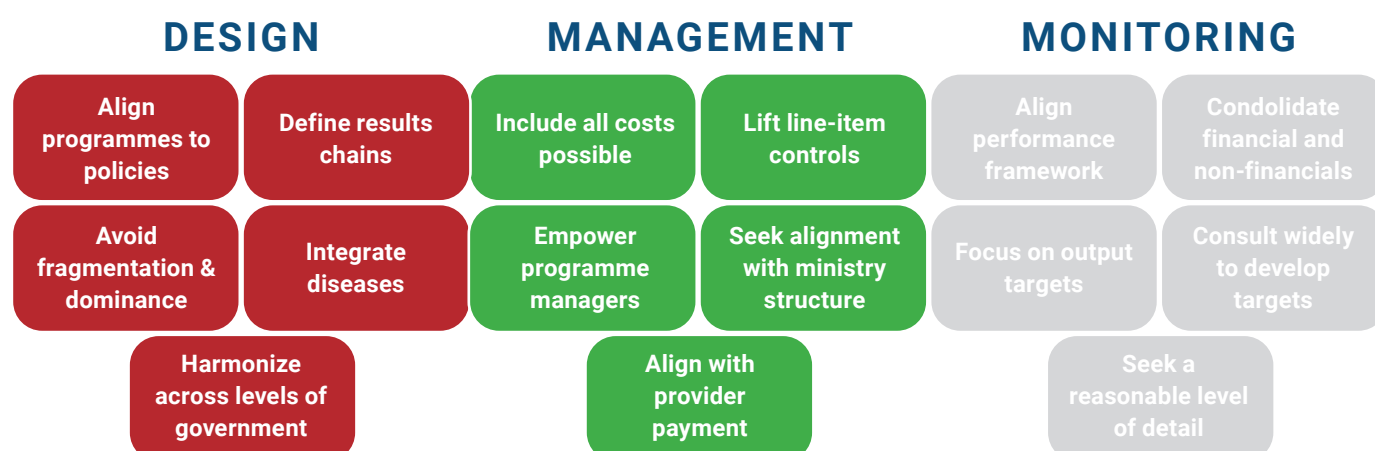 DESIGN
MANAGEMENT
MONITORING
Align
programmes to
policies
Define results
chains
Include all costs
possible
Lift line-item
controls
Align
performance
framework
Condolidate
financial and
non-financials
Avoid
fragmentation &
dominance
Integrate
diseases
Empower
programme
managers
Seek alignment
with ministry
structure
Focus on output
targets
Consult widely
to develop
targets
Harmonize
across levels of
government
Align with
provider
payment
Seek a
reasonable level
of detail